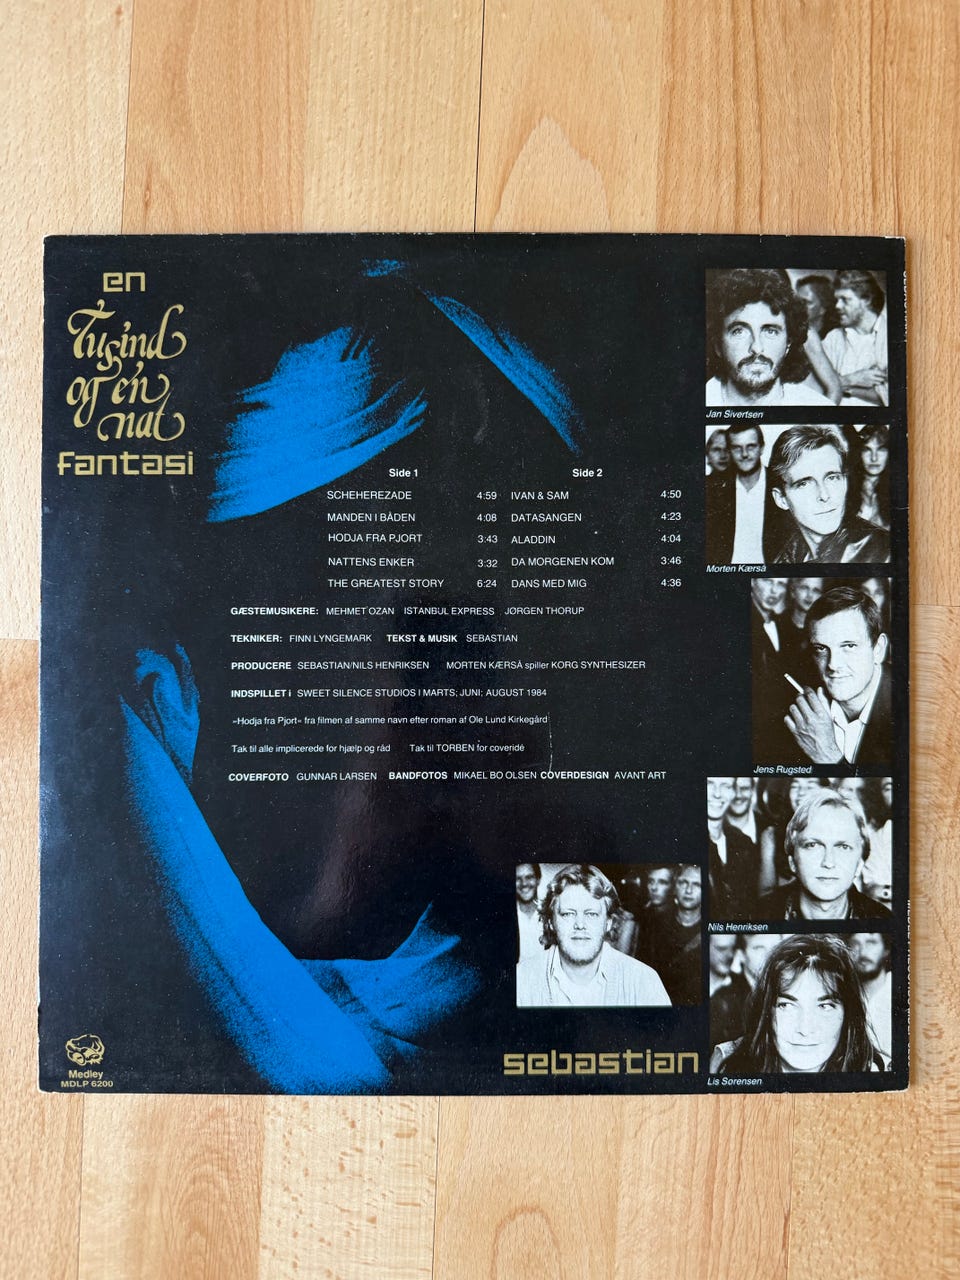 en
Tusind
og én
nat
fantasi
Side 1
SCHEHEREZADE 4:59
MANDEN I BÅDEN 4:08
HODJA FRA PJORT 3:43
NATTENS ENKER 3:32
THE GREATEST STORY 6:24
Side 2
IVAN & SAM 4:50
DATASANGEN 4:23
ALADDIN 4:04
DA MORGENEN KOM 3:46
DANS MED MIG 4:36
GÆSTEMUSIKERE: MEHMET OZAN ISTANBUL EXPRESS JØRGEN THORUP
TEKNIKER: FINN LYNGEMARK TEKST & MUSIK SEBASTIAN
PRODUCERE SEBASTIAN/NILS HENRIKSEN MORTEN KÆRSÅ spiller KORG SYNTHESIZER
INDSPILLET i SWEET SILENCE STUDIOS I MARTS; JUNI; AUGUST 1984
»Hodja fra Pjort« fra filmen af samme navn efter roman af Ole Lund Kirkegård
Tak til alle implicerede for hjælp og råd Tak til TORBEN for coveridé
COVERFOTO GUNNAR LARSEN BANDFOTOS MIKAEL BO OLSEN COVERDESIGN AVANT ART
Jan Sivertsen
Morten Kærså
Jens Rugsted
Nils Henriksen
Lis Sørensen
sebastian
Medley
MDLP 6200